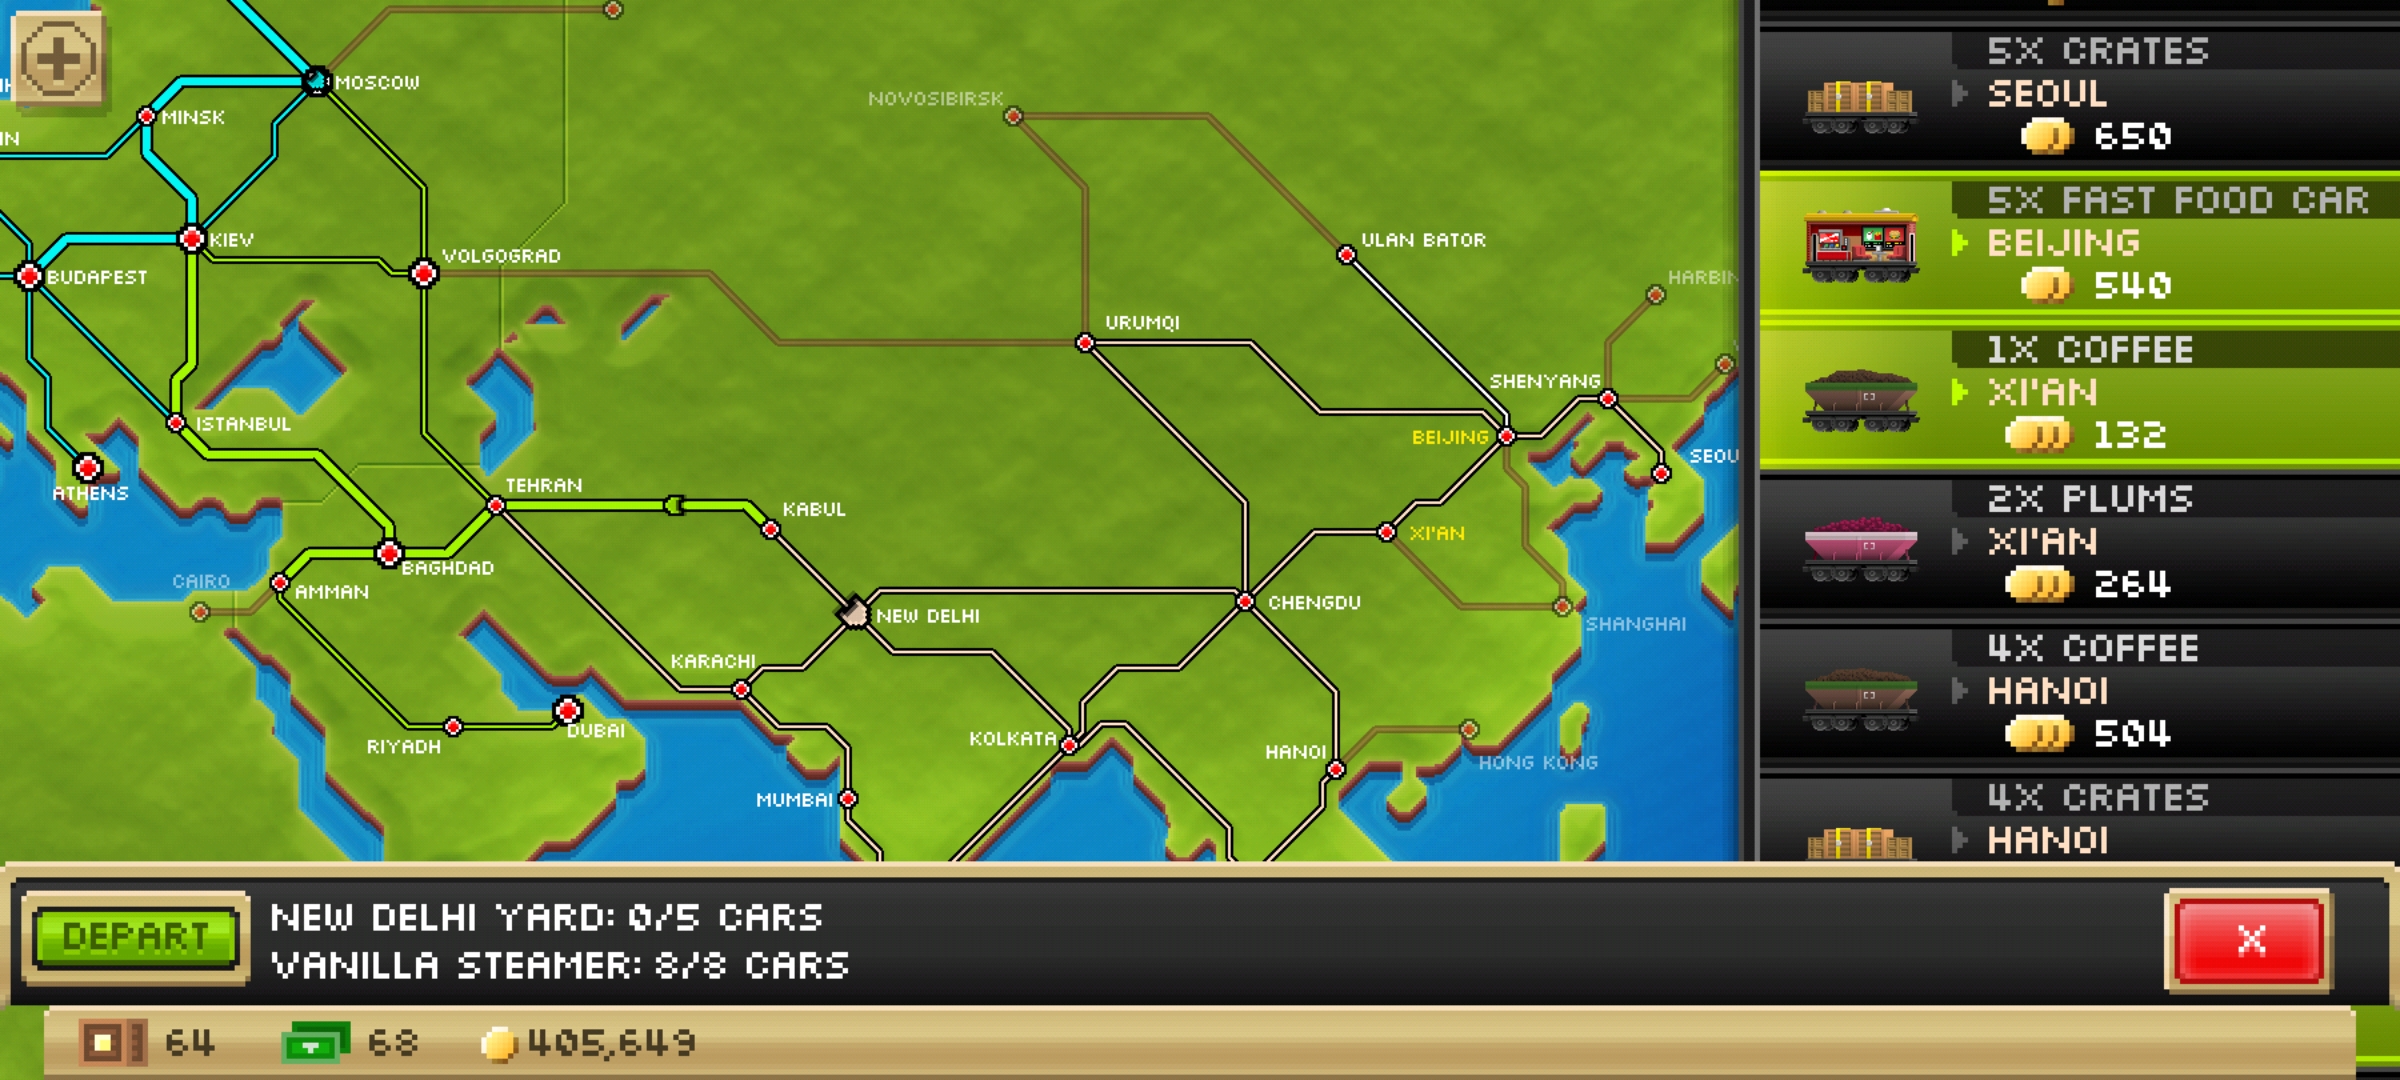 MOSCOW
NOVOSIBIRSK
MINSK
IN
KIEV
ULAN BATOR
VOLGOGRAD
BUDAPEST
HARBIN
URUMQI
SHENYANG
ISTANBUL
BEIJING
SEOU
TEHRAN
ATHENS
KABUL
XI'AN
BAGHDAD
CAIRO
AMMAN
NEW DELHI
CHENGDU
SHANGHAI
KARACHI
DUBAI
RIYADH
KOLKATA
HANOI
HONG KONG
MUMBAI
5X CRATES
SEOUL
650
5X FAST FOOD CAR
BEIJING
540
1X COFFEE
XI'AN
132
2X PLUMS
XI'AN
264
4X COFFEE
HANOI
504
4X CRATES
HANOI
DEPART
NEW DELHI YARD: 0/5 CARS
VANILLA STEAMER: 8/8 CARS
X
64
68
405,649